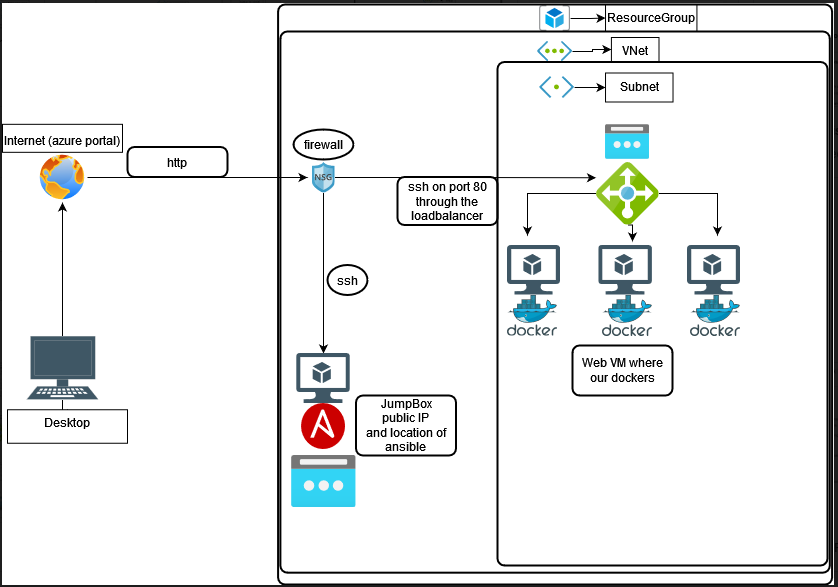 ResourceGroup
VNet
Subnet
Internet (azure portal)
http
firewall
NSG
ssh on port 80
through the
loadbalancer
ssh
docker
docker
docker
Web VM where
our dockers
JumpBox
public IP
and location of
ansible
Desktop